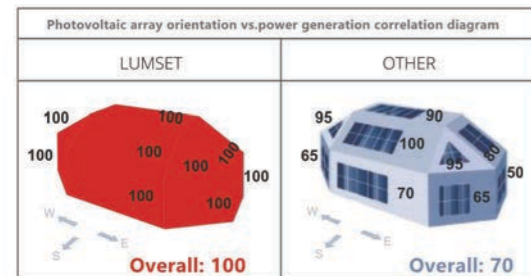 Photovoltaic array orientation vs.power generation correlation diagram
LUMSET
OTHER
100
100
100
100
100
100
100
100
100
W
S
E
Overall: 100
95
90
100
80
65
95
50
70
65
W
S
E
Overall: 70